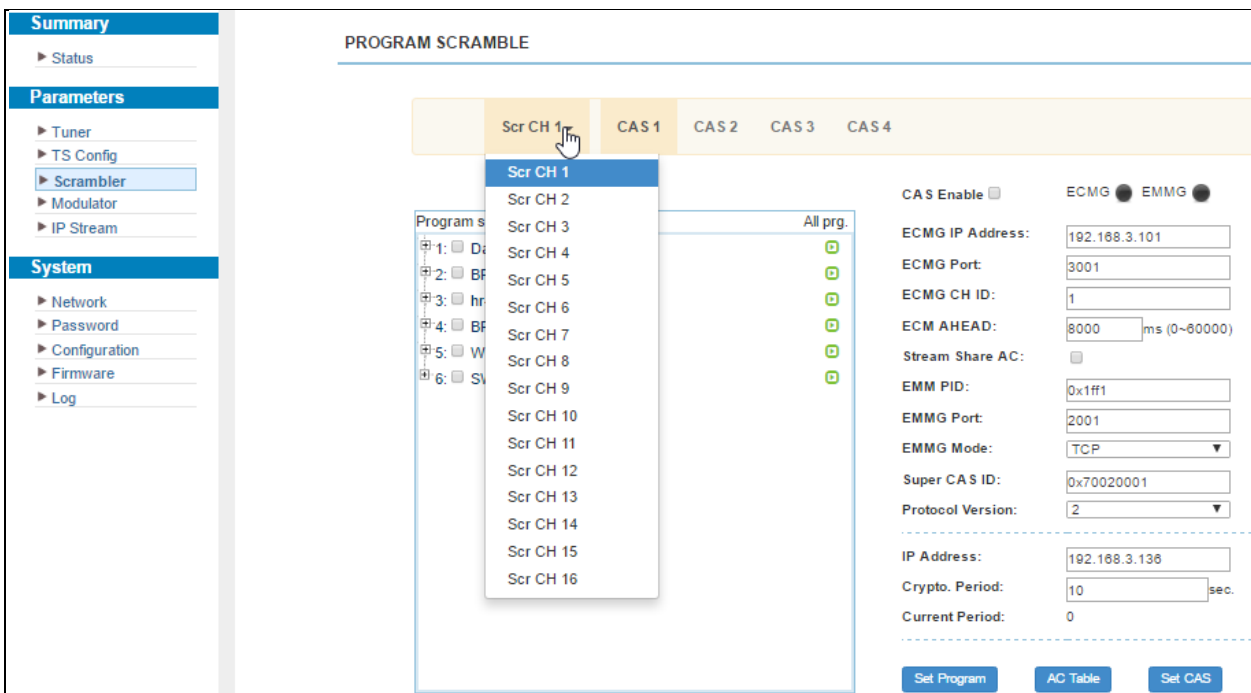 Summary
Status
Parameters
Tuner
TS Config
Scrambler
Modulator
IP Stream
System
Network
Password
Configuration
Firmware
Log
PROGRAM SCRAMBLE
Scr CH 1 CAS 1 CAS 2 CAS 3 CAS 4
Scr CH 1
Scr CH 2
Scr CH 3
Scr CH 4
Scr CH 5
Scr CH 6
Scr CH 7
Scr CH 8
Scr CH 9
Scr CH 10
Scr CH 11
Scr CH 12
Scr CH 13
Scr CH 14
Scr CH 15
Scr CH 16
Program All prg.
1:
2:
3:
4:
5:
6:
CAS Enable ECMG EMMG
ECMG IP Address: 192.168.3.101
ECMG Port: 3001
ECMG CH ID: 1
ECM AHEAD: 8000 ms (0~60000)
Stream Share AC:
EMM PID: 0x1ff1
EMMG Port: 2001
EMMG Mode: TCP
Super CAS ID: 0x70020001
Protocol Version: 2
IP Address: 192.168.3.136
Crypto. Period: 10 sec.
Current Period: 0
Set Program AC Table Set CAS